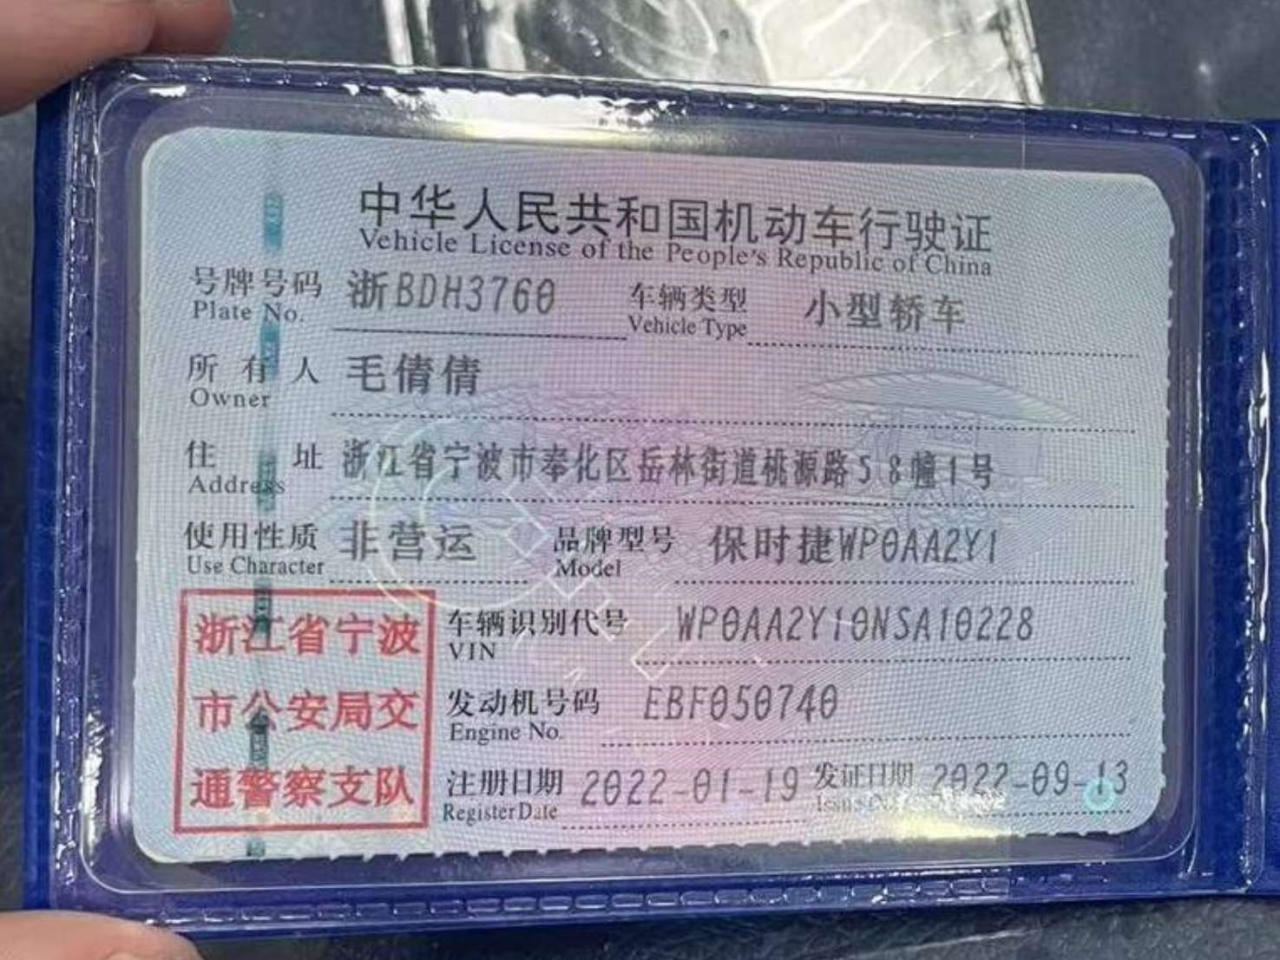 中华人民共和国机动车行驶证
Vehicle License of the People's Republic of China
号牌号码 浙BDH3760 车辆类型 小型轿车
Plate No. Vehicle Type
所有人 毛倩倩
Owner
住址 浙江省宁波市奉化区岳林街道桃源路58幢1号
Address
使用性质 非营运 品牌型号 保时捷WP0AA2Y1
Use Character Model
浙江省宁波
市公安局交
通警察支队
车辆识别代号 WP0AA2Y10NSA10228
VIN
发动机号码 EBF050740
Engine No.
注册日期 2022-01-19 发证日期 2022-09-13
Register Date